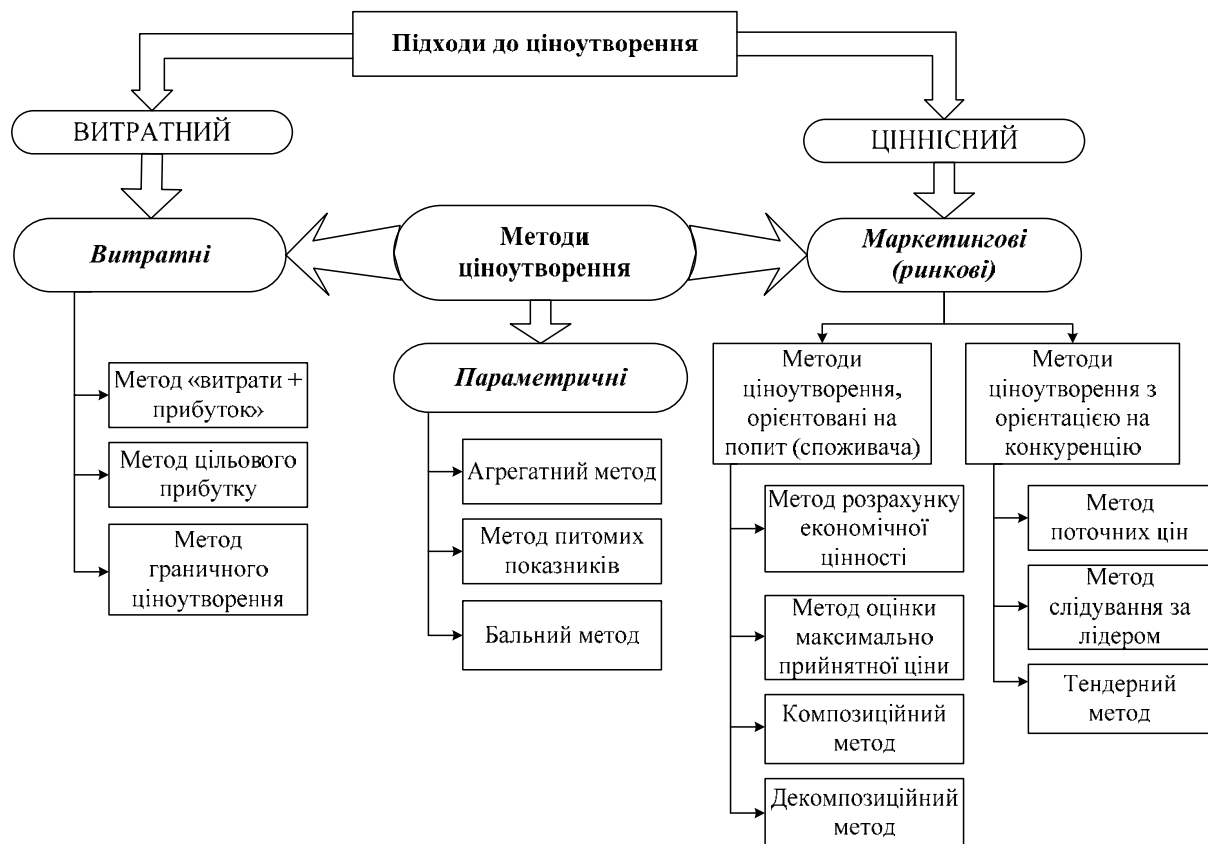 Підходи до ціноутворення
ВИТРАТНИЙ
ЦІННІСНИЙ
Витратні
Методи
ціноутворення
Маркетингові
(ринкові)
Метод «витрати +
прибуток»
Метод цільового
прибутку
Метод
граничного
ціноутворення
Параметричні
Агрегатний метод
Метод питомих
показників
Бальний метод
Методи
ціноутворення,
орієнтовані на
попит (споживача)
Метод розрахунку
економічної
цінності
Метод оцінки
максимально
прийнятної ціни
Композиційний
метод
Декомпозиційний
метод
Методи
ціноутворення з
орієнтацією на
конкуренцію
Метод
поточних цін
Метод
слідування за
лідером
Тендерний
метод